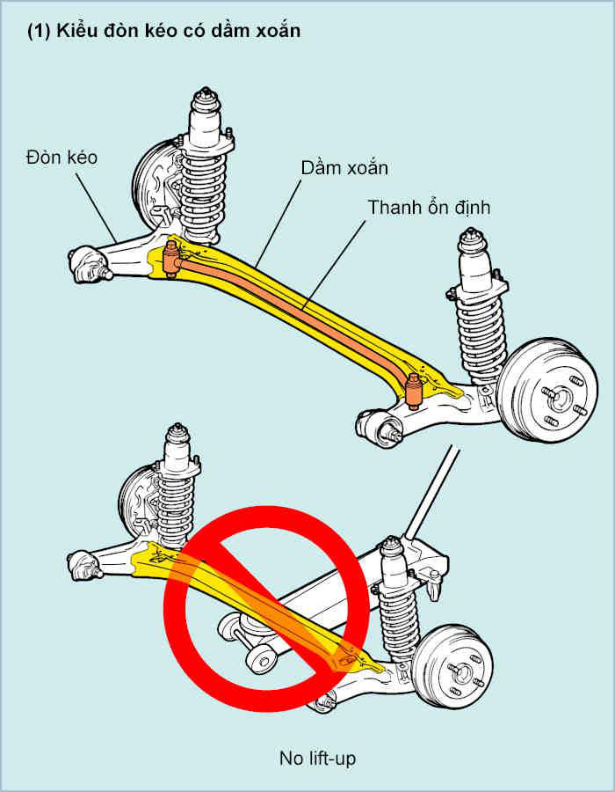 (1) Kiểu đòn kéo có dầm xoắn
Đòn kéo
Dầm xoắn
Thanh ổn định
No lift-up